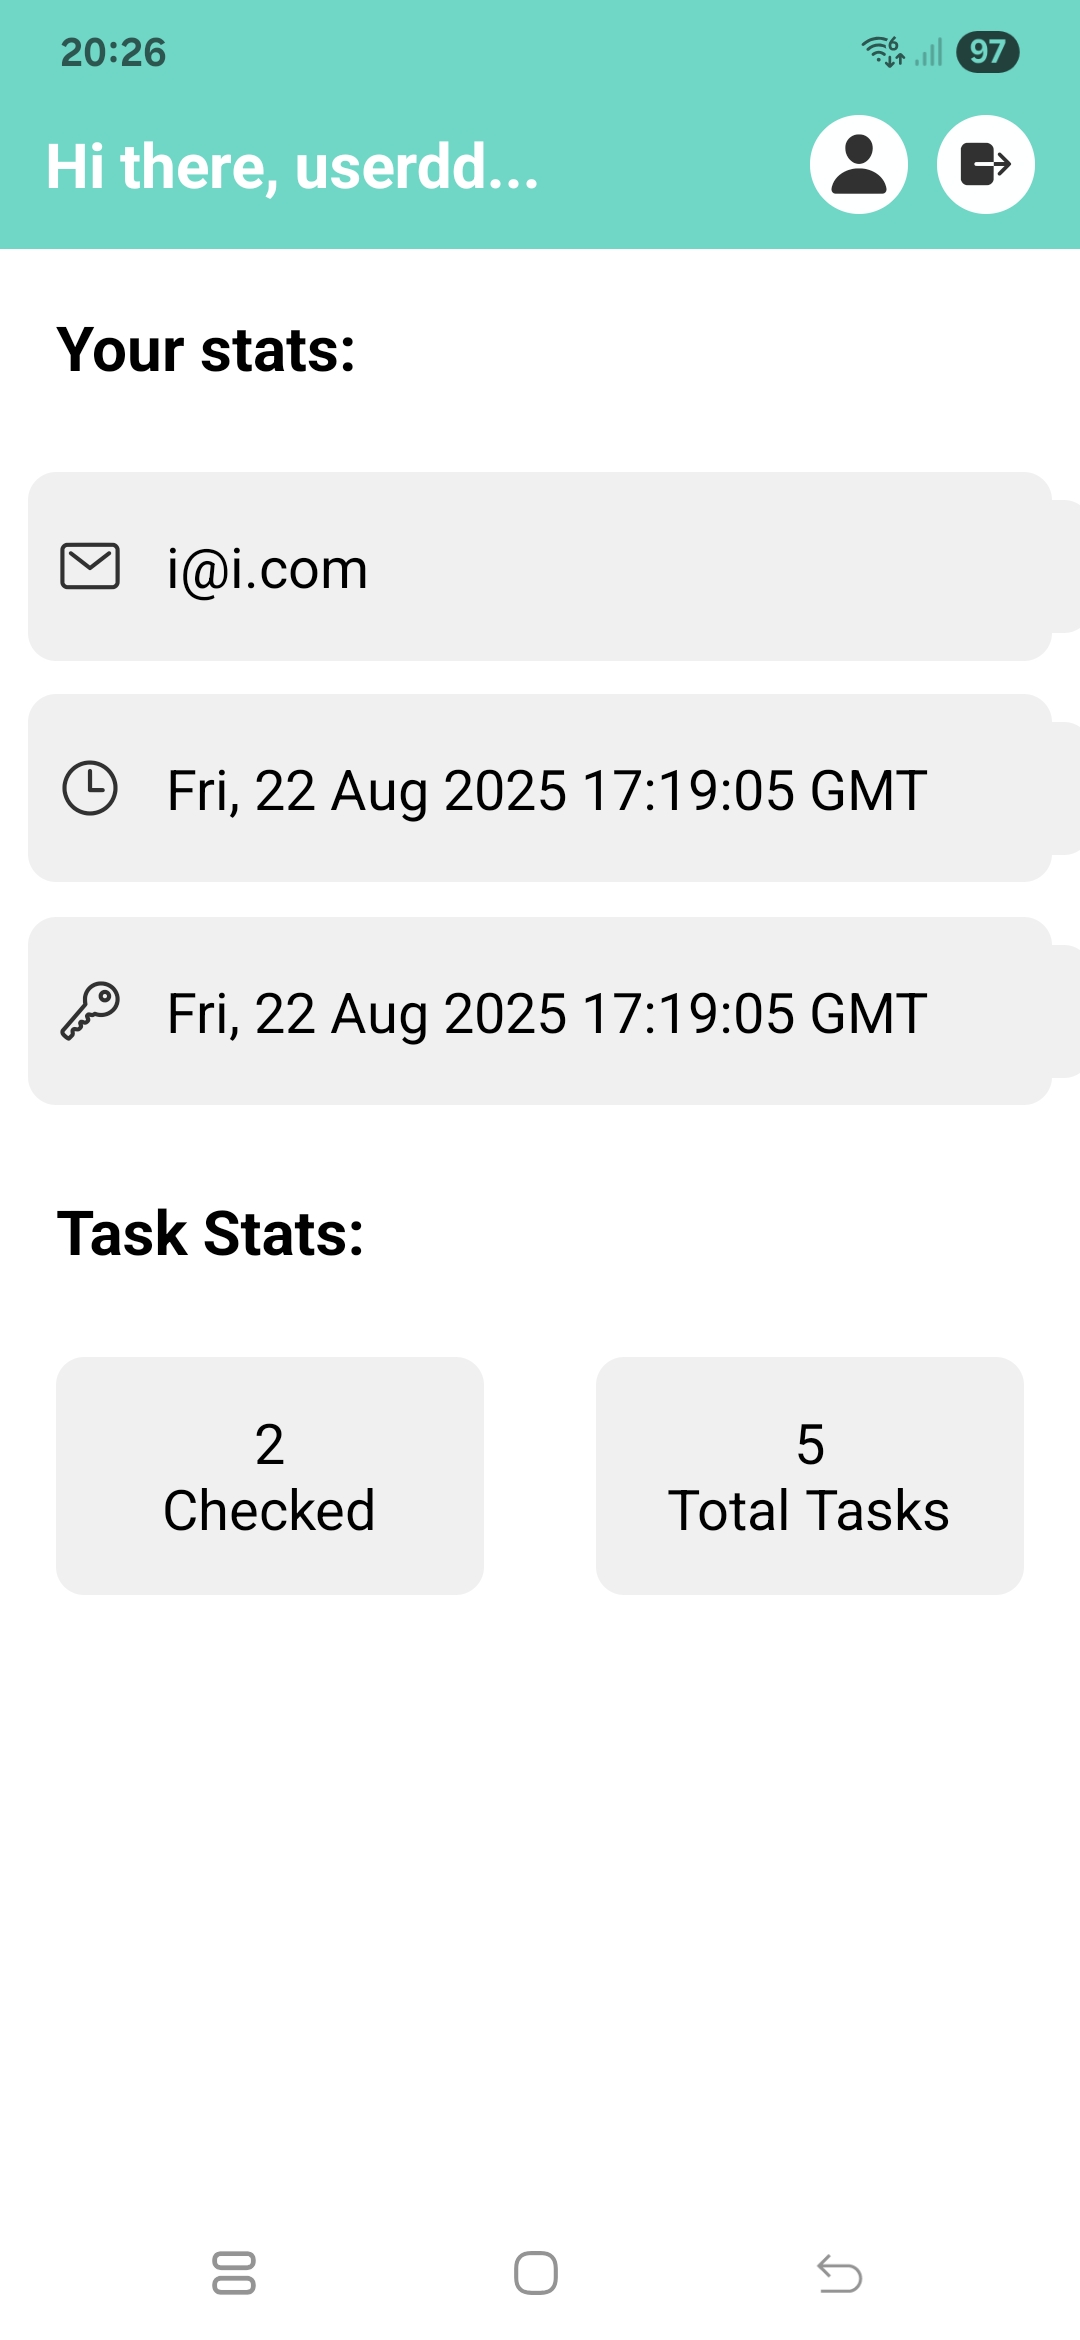 20:26
6
97
Hi there, userdd...
Your stats:
i@i.com
Fri, 22 Aug 2025 17:19:05 GMT
Fri, 22 Aug 2025 17:19:05 GMT
Task Stats:
2
Checked
5
Total Tasks